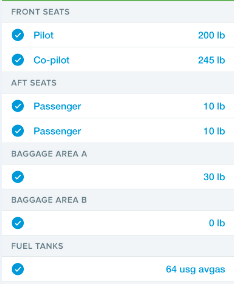 FRONT SEATS
Pilot 200 lb
Co-pilot 245 lb
AFT SEATS
Passenger 10 lb
Passenger 10 lb
BAGGAGE AREA A
30 lb
BAGGAGE AREA B
0 lb
FUEL TANKS
64 usg avgas